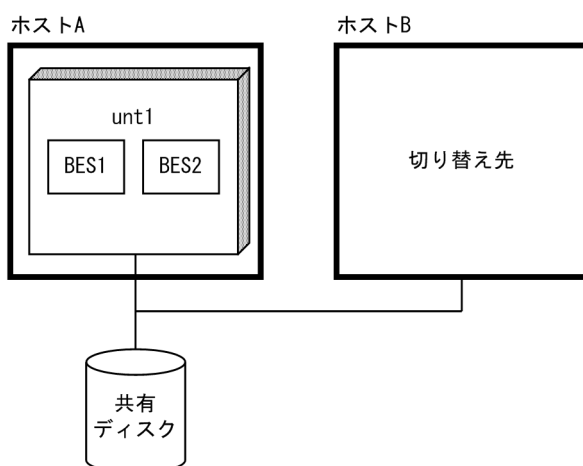 ホストA
ホストB
unt1
BES1
BES2
切り替え先
共有
ディスク